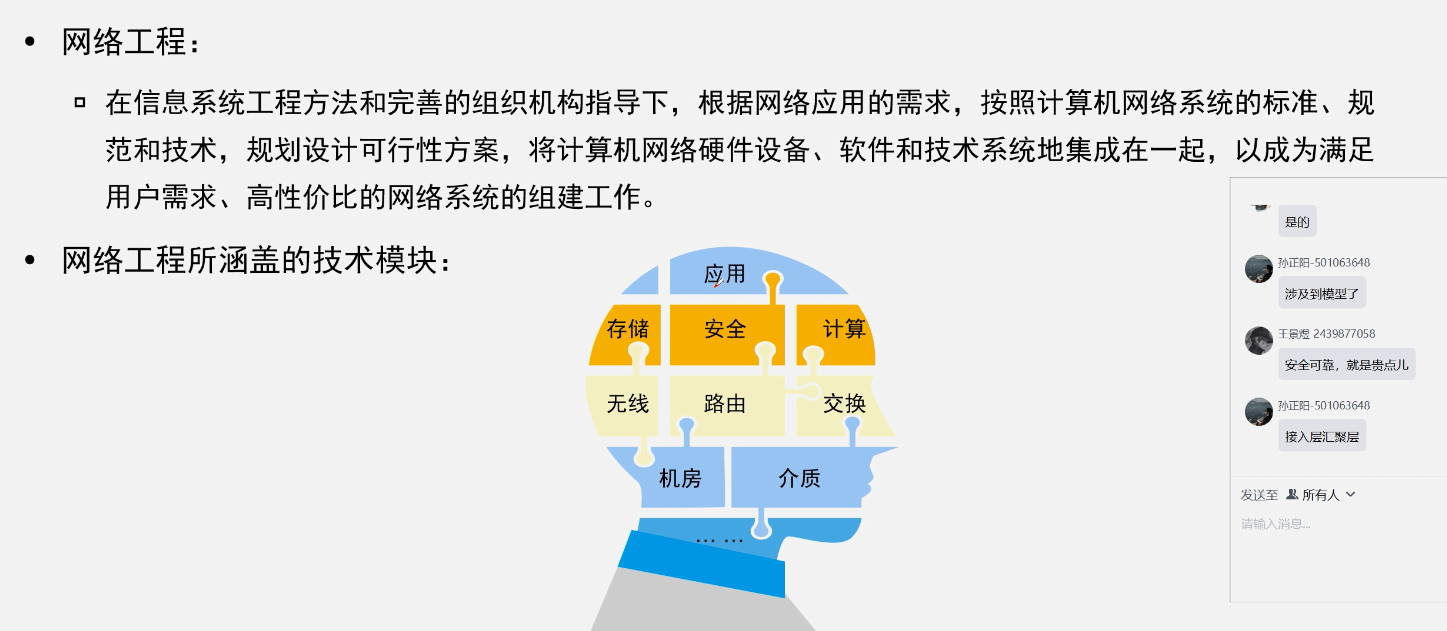 • 网络工程：
▫ 在信息系统工程方法和完善的组织机构指导下，根据网络应用的需求，按照计算机网络系统的标准、规
范和技术，规划设计可行性方案，将计算机网络硬件设备、软件和技术系统地集成在一起，以成为满足
用户需求、高性价比的网络系统的组建工作。
• 网络工程所涵盖的技术模块：
应用
存储 安全 计算
无线 路由 交换
机房 介质
... ...
是的
孙正阳-501063648
涉及到模型了
王景煜 2439877058
安全可靠，就是贵点儿
孙正阳-501063648
接入层汇聚层
发送至 所有人
请输入消息...